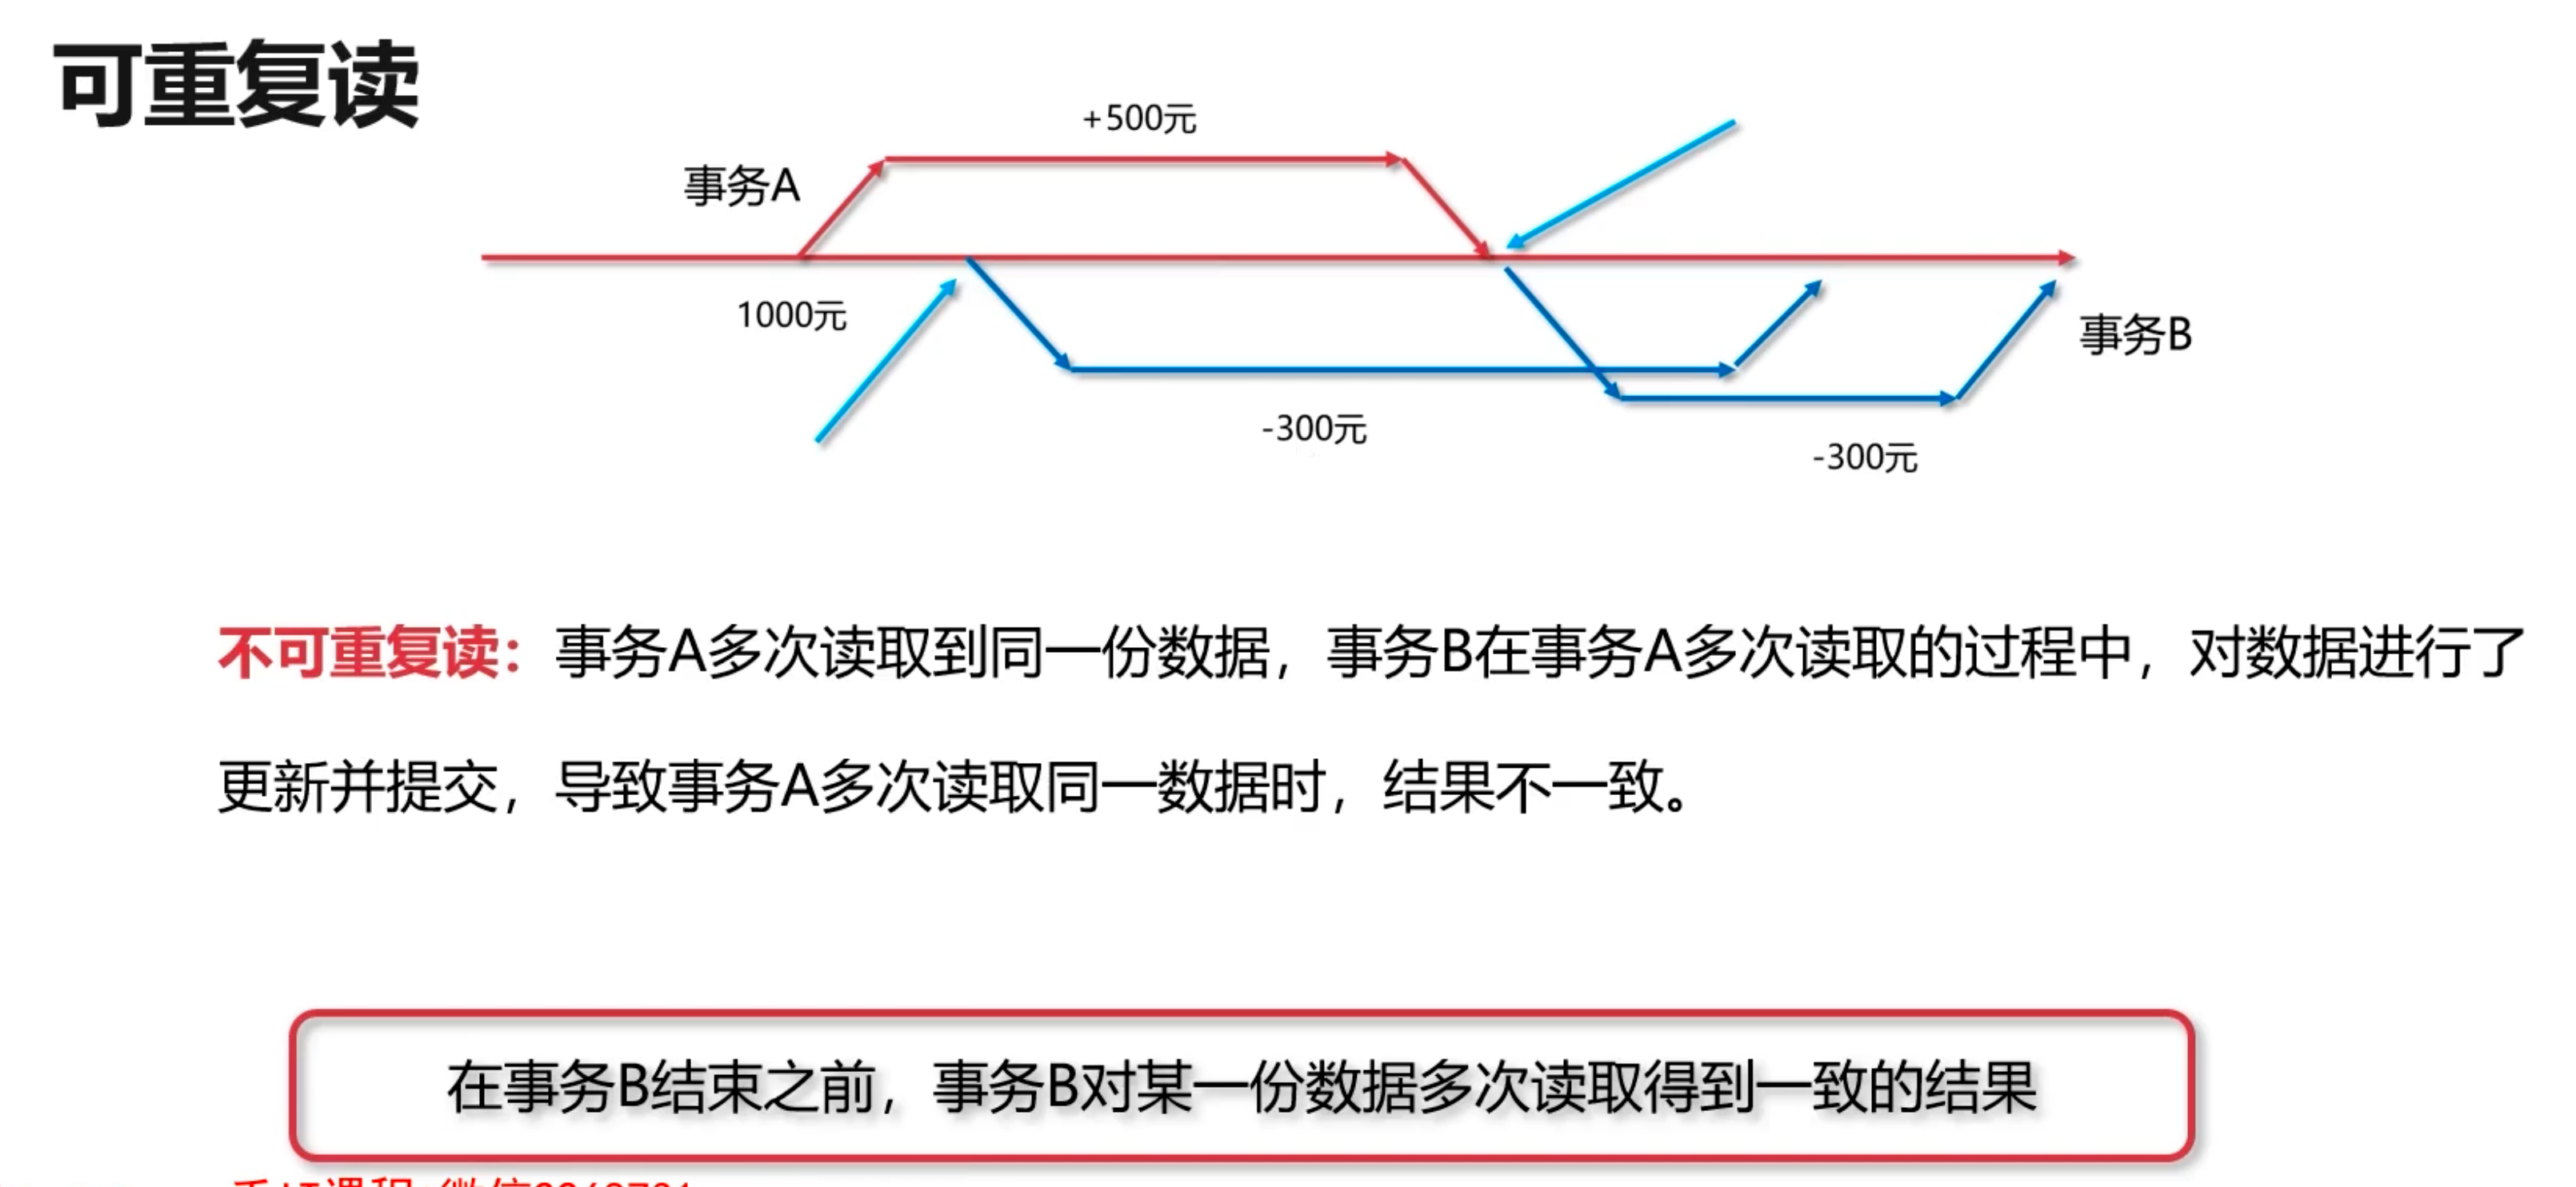 可重复读
+500元
事务A
1000元
事务B
-300元
-300元
不可重复读：事务A多次读取到同一份数据，事务B在事务A多次读取的过程中，对数据进行了
更新并提交，导致事务A多次读取同一数据时，结果不一致。
在事务B结束之前，事务B对某一份数据多次读取得到一致的结果